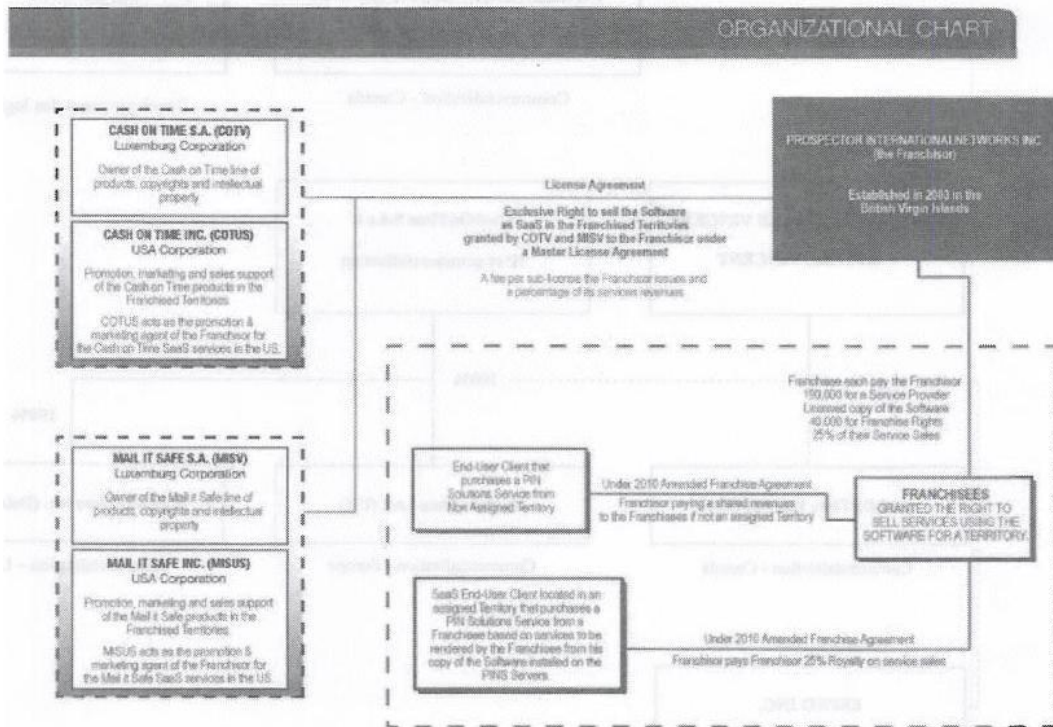 ORGANIZATIONAL CHART
CASH ON TIME S.A. (COTV)
Luxemburg Corporation
Owner of the Cash on Time line of
products, copyrights and intellectual
property
CASH ON TIME INC. (COTUS)
USA Corporation
Promotion, marketing and sales support
of the Cash on Time products in the
Franchised Territories
COTUS acts as the promotion &
marketing agent of the Franchisor for
the Cash on Time SaaS services in the US.
License Agreement
Exclusive Right to sell the Software
as SaaS in the Franchised Territories
granted by COTV and MISV to the Franchisor under
a Master License Agreement
A fee per sub-license the Franchisor issues and
a percentage of its services revenues
PROSPECTOR INTERNATIONALNETWORKS INC
(the Franchisor)
Established in 2003 in the
British Virgin Islands
Franchisee each pay the Franchisor
for a Service Provider
Licensed copy of the Software
40,000 for Franchise Rights
25% of their Service Sales
MAIL IT SAFE S.A. (MISV)
Luxemburg Corporation
Owner of the Mail it Safe line of
products, copyrights and intellectual
property
MAIL IT SAFE INC. (MISUS)
USA Corporation
Promotion, marketing and sales support
of the Mail it Safe products in the
Franchised Territories
MISUS acts as the promotion &
marketing agent of the Franchisor for
the Mail it Safe SaaS services in the US.
End-User Client that
purchases a PIN
Solutions Service from
Non Assigned Territory
Under 2010 Amended Franchise Agreement
Franchisor paying a shared revenues
to the Franchisees if not an assigned Territory
FRANCHISEES
GRANTED THE RIGHT TO
SELL SERVICES USING THE
SOFTWARE FOR A TERRITORY.
SaaS End-User Client located in an
assigned Territory that purchases a
PIN Solutions Service from a
Franchisee based on services to be
rendered by the Franchisee from his
copy of the Software installed on the
PINS Servers.
Under 2010 Amended Franchise Agreement
Franchisor pays Franchisor 25% Royalty on service sales